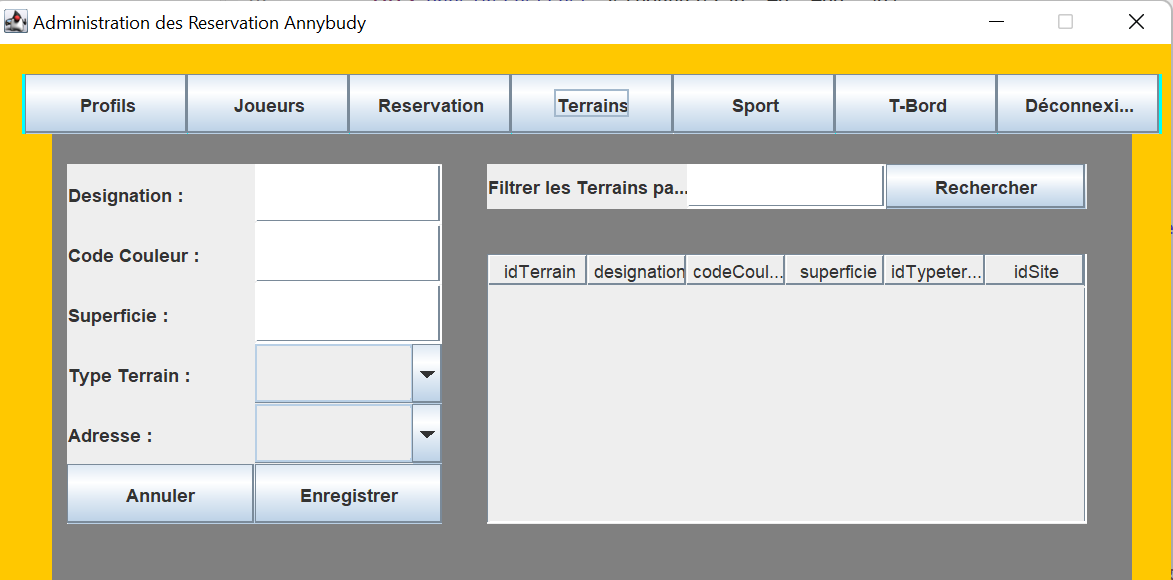 Administration des Reservation Annybudy
Profils Joueurs Reservation Terrains Sport T-Bord Déconnexi...
Designation :
Code Couleur :
Superficie :
Type Terrain :
Adresse :
Annuler Enregistrer
Filtrer les Terrains pa... Rechercher
idTerrain designation codeCoul... superficie idTypeter... idSite